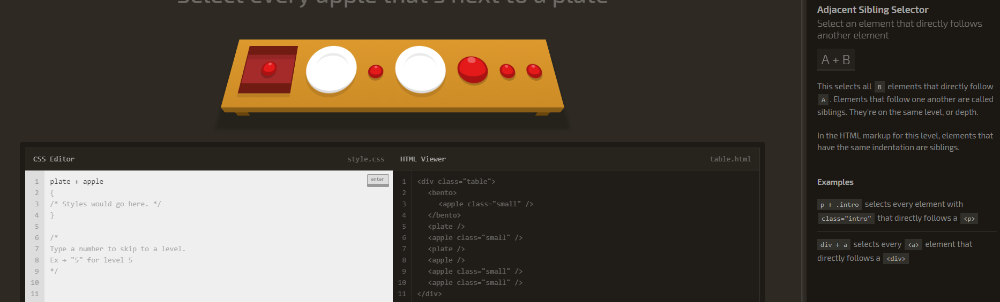 Select every apple that's next to a plate
CSS Editor style.css
1 plate + apple
enter
2 {
3 /* Styles would go here. */
4 }
5
6 /*
7 Type a number to skip to a level.
8 Ex → "5" for level 5
9 */
10
11
HTML Viewer table.html
1 <div class="table">
2 <bento>
3 <apple class="small" />
4 </bento>
5 <plate />
6 <apple class="small" />
7 <plate />
8 <apple />
9 <apple class="small" />
10 <apple class="small" />
11 </div>
Adjacent Sibling Selector
Select an element that directly follows
another element
A + B
This selects all B elements that directly follow
A . Elements that follow one another are called
siblings. They're on the same level, or depth.
In the HTML markup for this level, elements that
have the same indentation are siblings.
Examples
p + .intro selects every element with
class="intro" that directly follows a <p>
div + a selects every <a> element that
directly follows a <div>